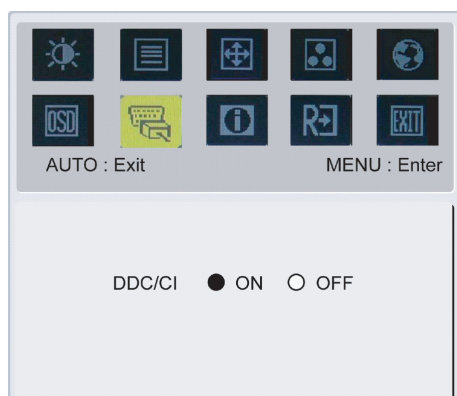 OSD i R EXIT
AUTO : Exit MENU : Enter
DDC/CI ON OFF